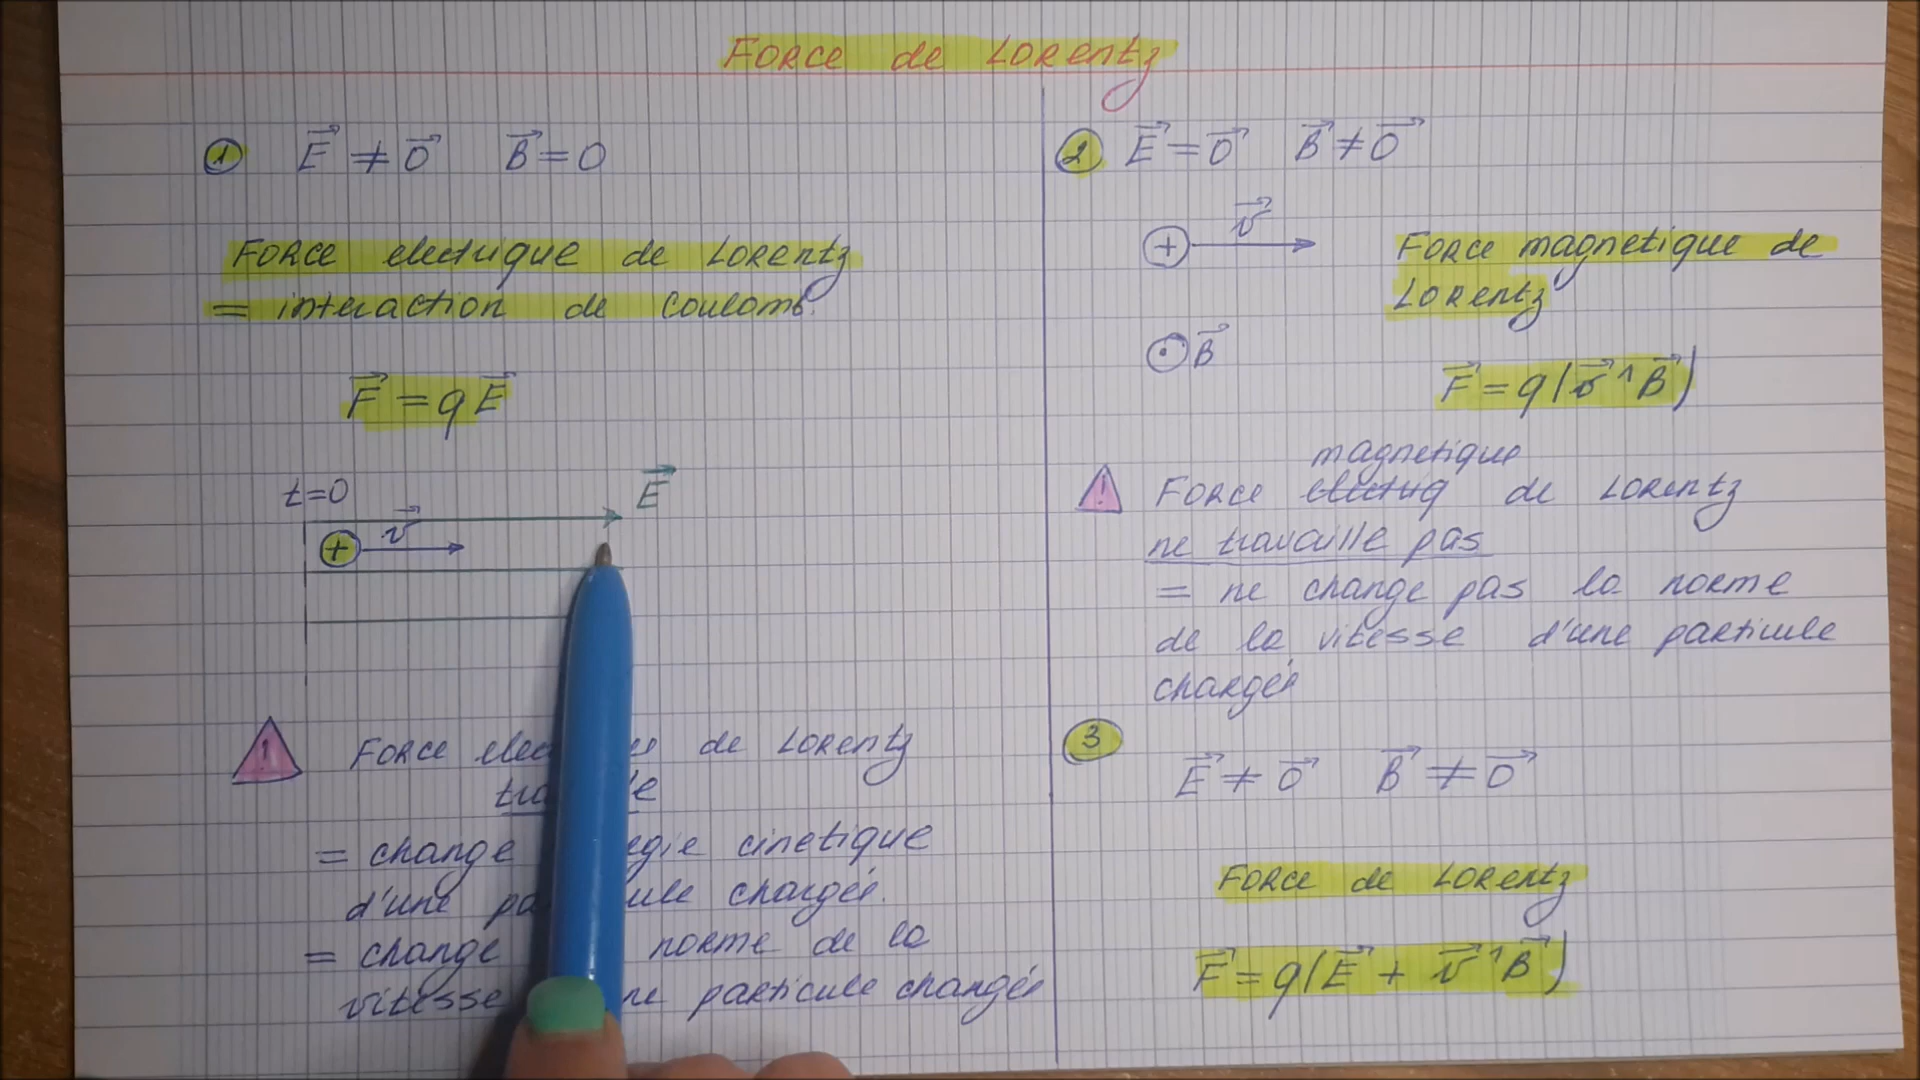 Force de Lorentz
1 E⃗ ≠ 0⃗ B⃗ = 0
Force electrique de Lorentz
= interaction de Coulomb.
F⃗ = qE⃗
t=0
E⃗
+ v⃗
! Force de Lorentz
= change cinetique
d'une chargée.
= change norme de la
vitesse particule chargée
2 E⃗ = 0⃗ B⃗ ≠ 0⃗
+ v⃗
Force magnetique de
Lorentz
B⃗
F⃗ = q(v⃗ ^ B⃗)
magnetique
! Force electriq de Lorentz
ne travaille pas
= ne change pas la norme
de la vitesse d'une particule
chargée
3
E⃗ ≠ 0⃗ B⃗ ≠ 0⃗
Force de Lorentz
F⃗ = q(E⃗ + v⃗ ^ B⃗)